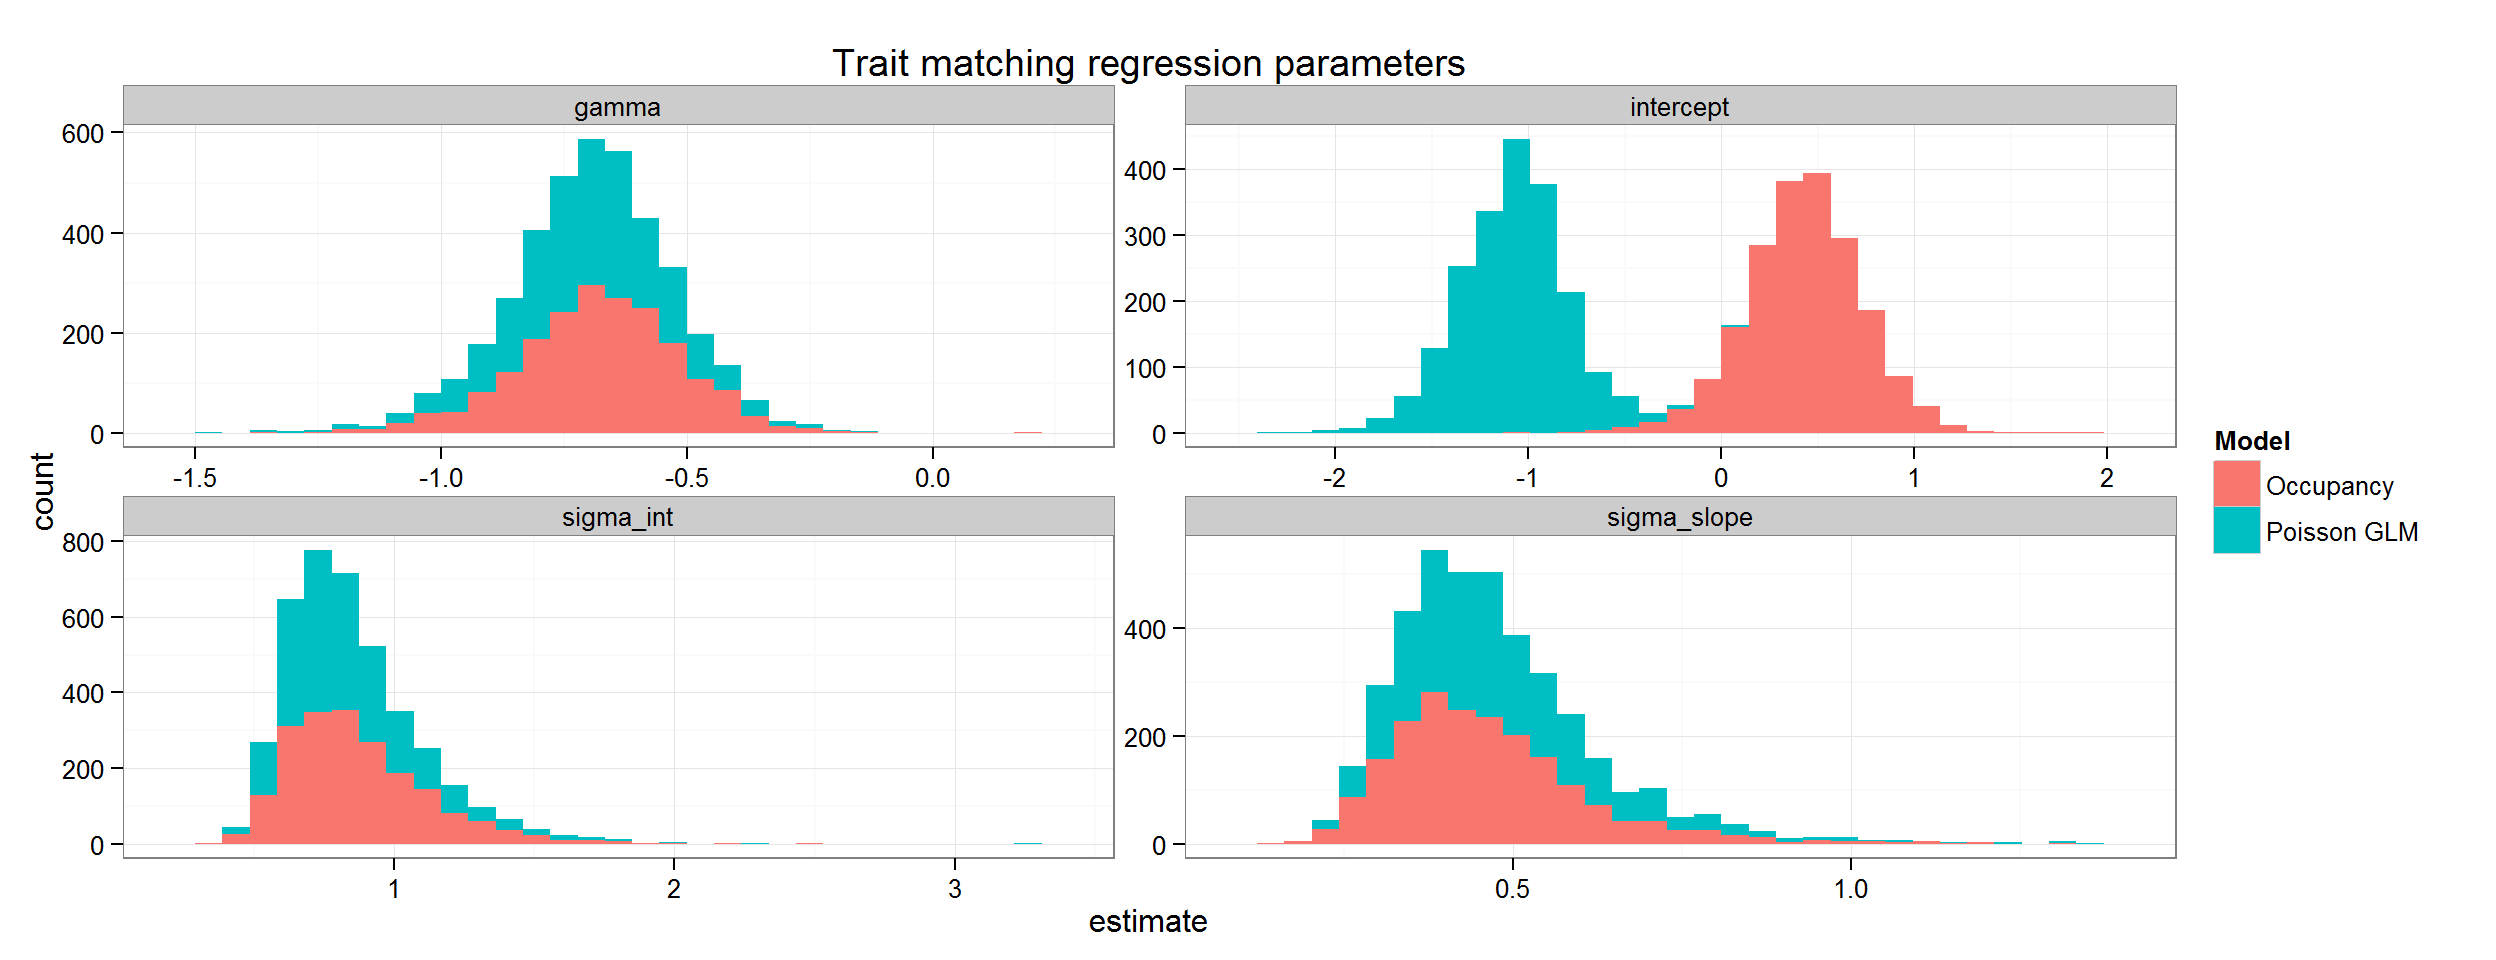 Trait matching regression parameters
gamma
600
400
200
0
-1.5 -1.0 -0.5 0.0
intercept
400
300
200
100
0
-2 -1 0 1 2
sigma_int
800
600
400
200
0
1 2 3
sigma_slope
400
200
0
0.5 1.0
count
estimate
Model
Occupancy
Poisson GLM